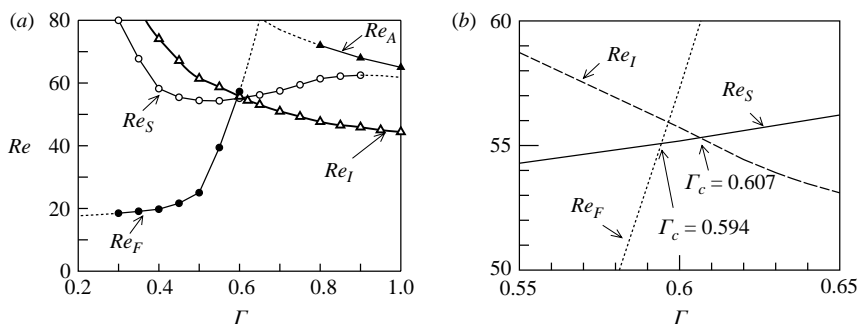 (a)
80
60
Re
40
20
0
0.2
0.4
0.6
0.8
1.0
Γ
Re_A
Re_S
Re_I
Re_F
(b)
60
55
50
0.55
0.6
0.65
Γ
Re_I
Re_S
Γ_c = 0.607
Re_F
Γ_c = 0.594